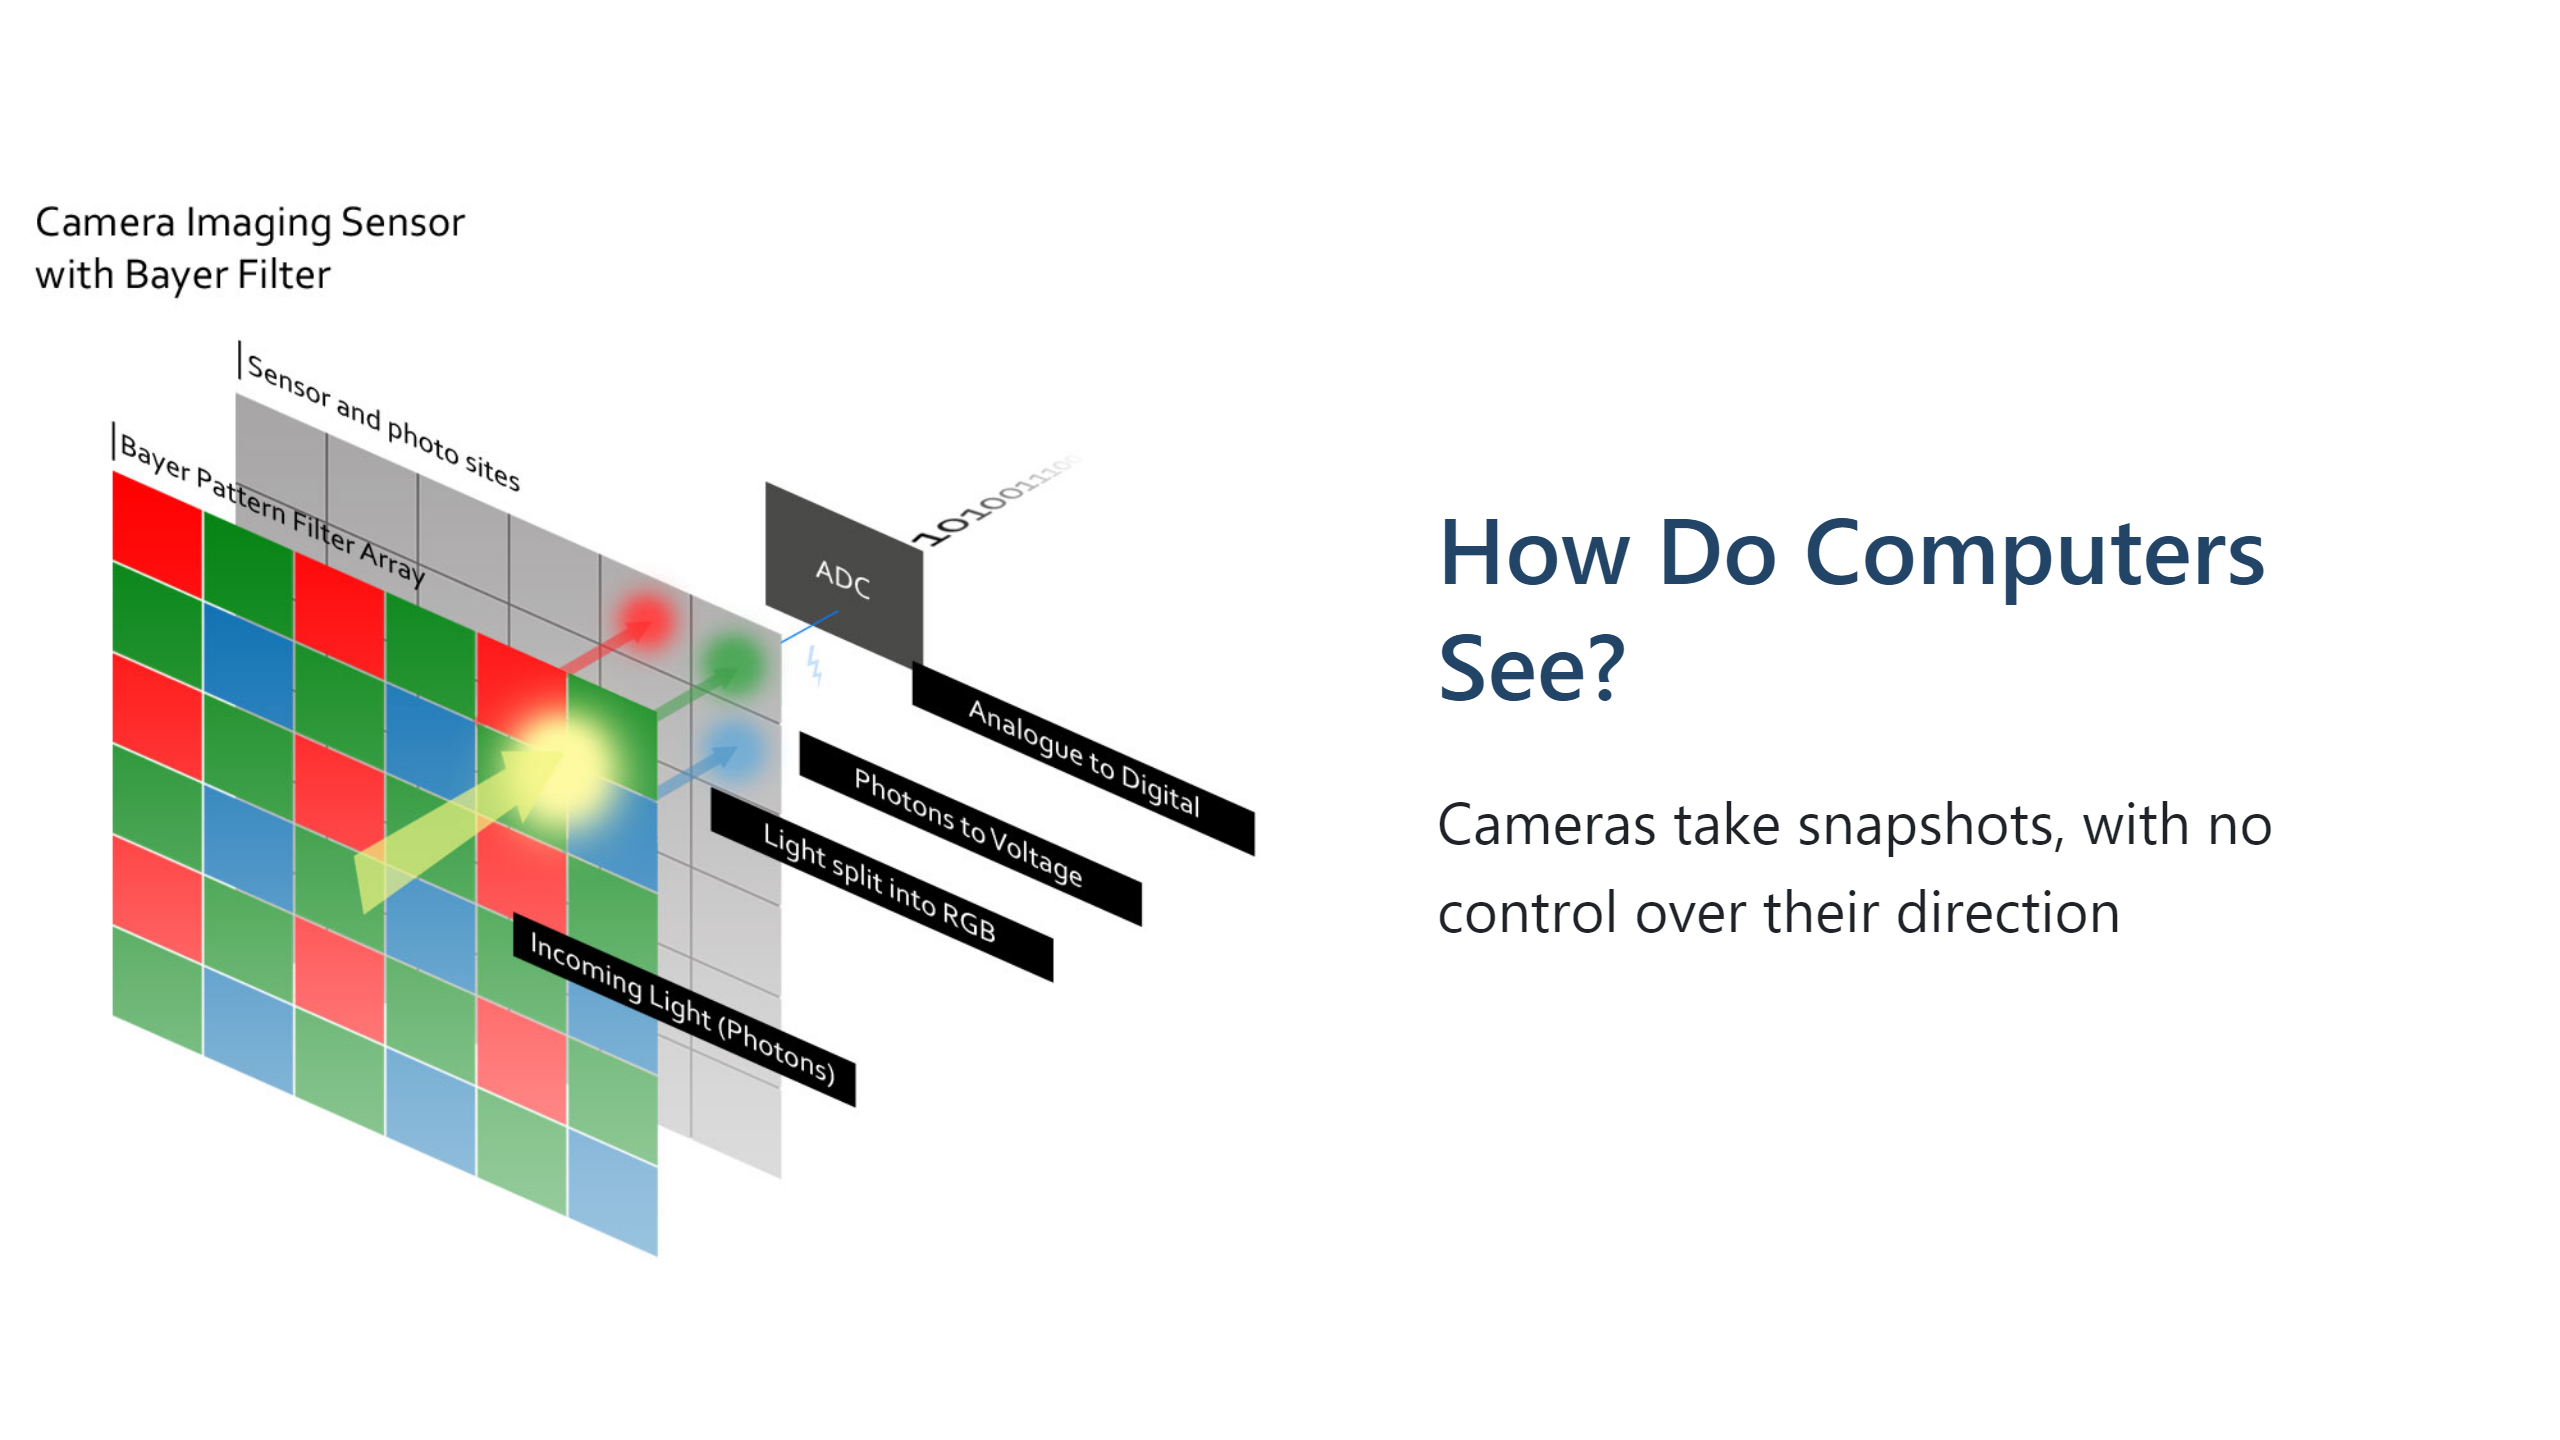 Camera Imaging Sensor
with Bayer Filter
Sensor and photo sites
Bayer Pattern Filter Array
ADC
1010011100
Analogue to Digital
Photons to Voltage
Light split into RGB
Incoming Light (Photons)
How Do Computers
See?
Cameras take snapshots, with no
control over their direction